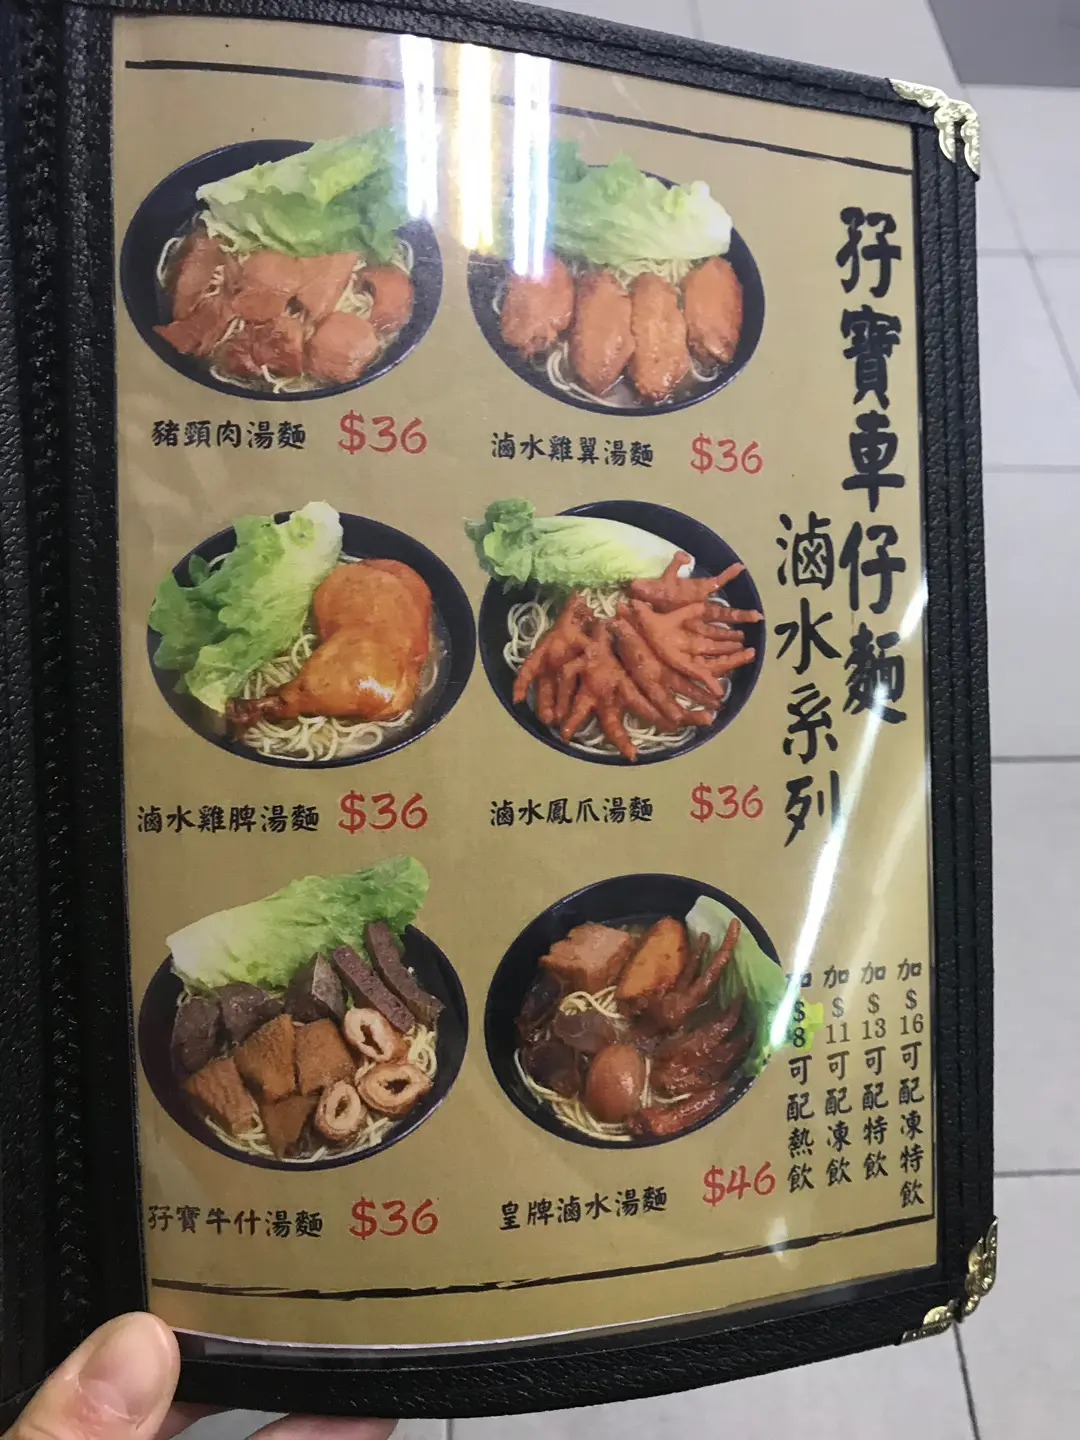 孖寶車仔麵
滷水系列
豬頸肉湯麵 $36
滷水雞翼湯麵 $36
滷水雞脾湯麵 $36
滷水鳳爪湯麵 $36
孖寶牛什湯麵 $36
皇牌滷水湯麵 $46
加$16可配凍特飲
加$13可配特飲
加$11可配凍飲
加$8可配熱飲